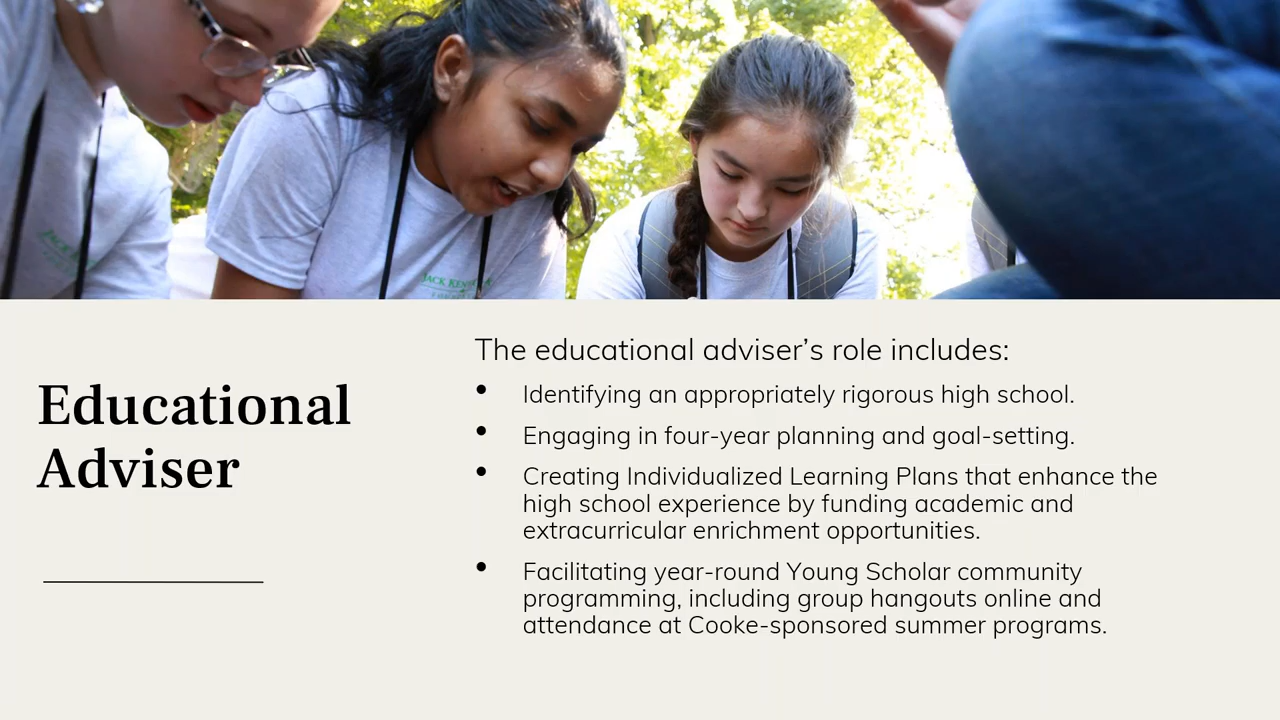 JACK KEN
Educational
Adviser
The educational adviser’s role includes:
• Identifying an appropriately rigorous high school.
• Engaging in four-year planning and goal-setting.
• Creating Individualized Learning Plans that enhance the
high school experience by funding academic and
extracurricular enrichment opportunities.
• Facilitating year-round Young Scholar community
programming, including group hangouts online and
attendance at Cooke-sponsored summer programs.